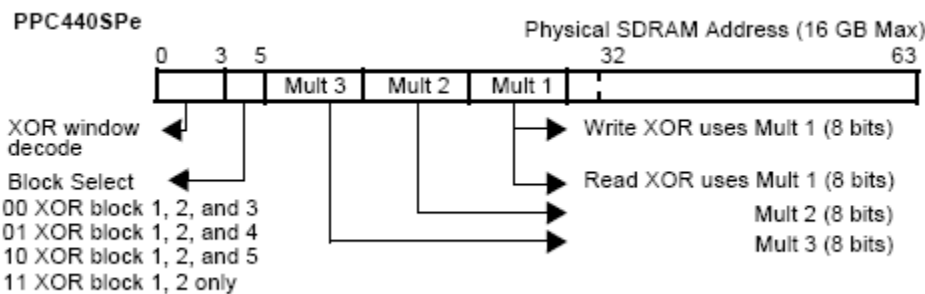 PPC440SPe
Physical SDRAM Address (16 GB Max)
0 3 5 32 63
Mult 3 Mult 2 Mult 1
XOR window decode
Write XOR uses Mult 1 (8 bits)
Block Select
Read XOR uses Mult 1 (8 bits)
00 XOR block 1, 2, and 3
Mult 2 (8 bits)
01 XOR block 1, 2, and 4
Mult 3 (8 bits)
10 XOR block 1, 2, and 5
11 XOR block 1, 2 only